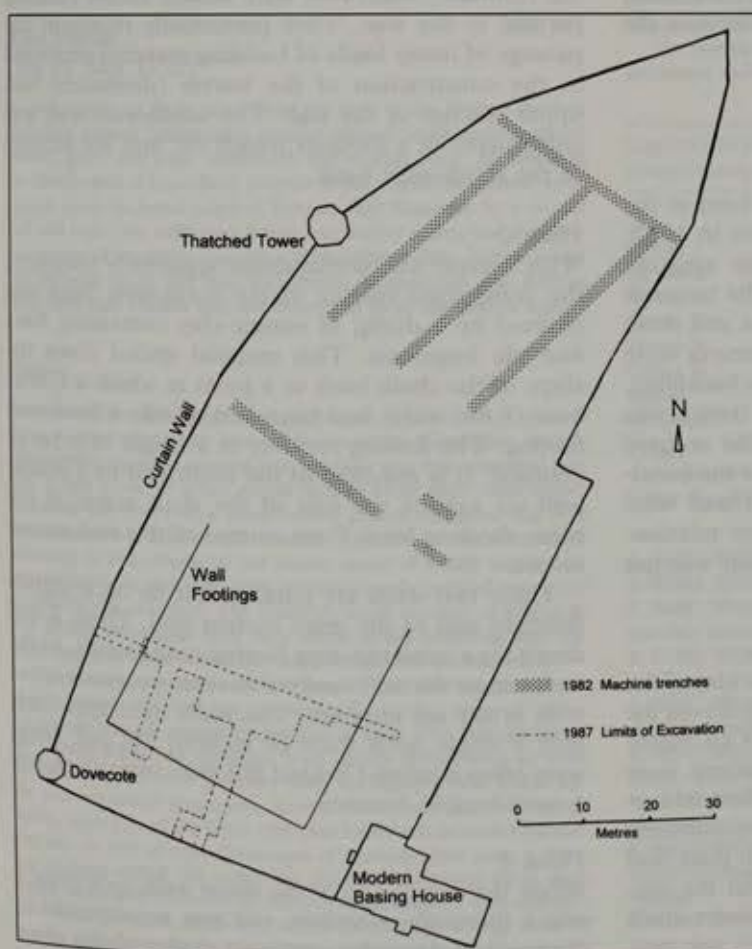 Thatched Tower
Curtain Wall
N
Wall
Footings
1982 Machine trenches
1987 Limits of Excavation
Dovecote
0 10 20 30
Metres
Modern
Basing House